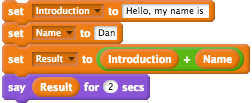 set Introduction to Hello, my name is
set Name to Dan
set Result to Introduction + Name
say Result for 2 secs